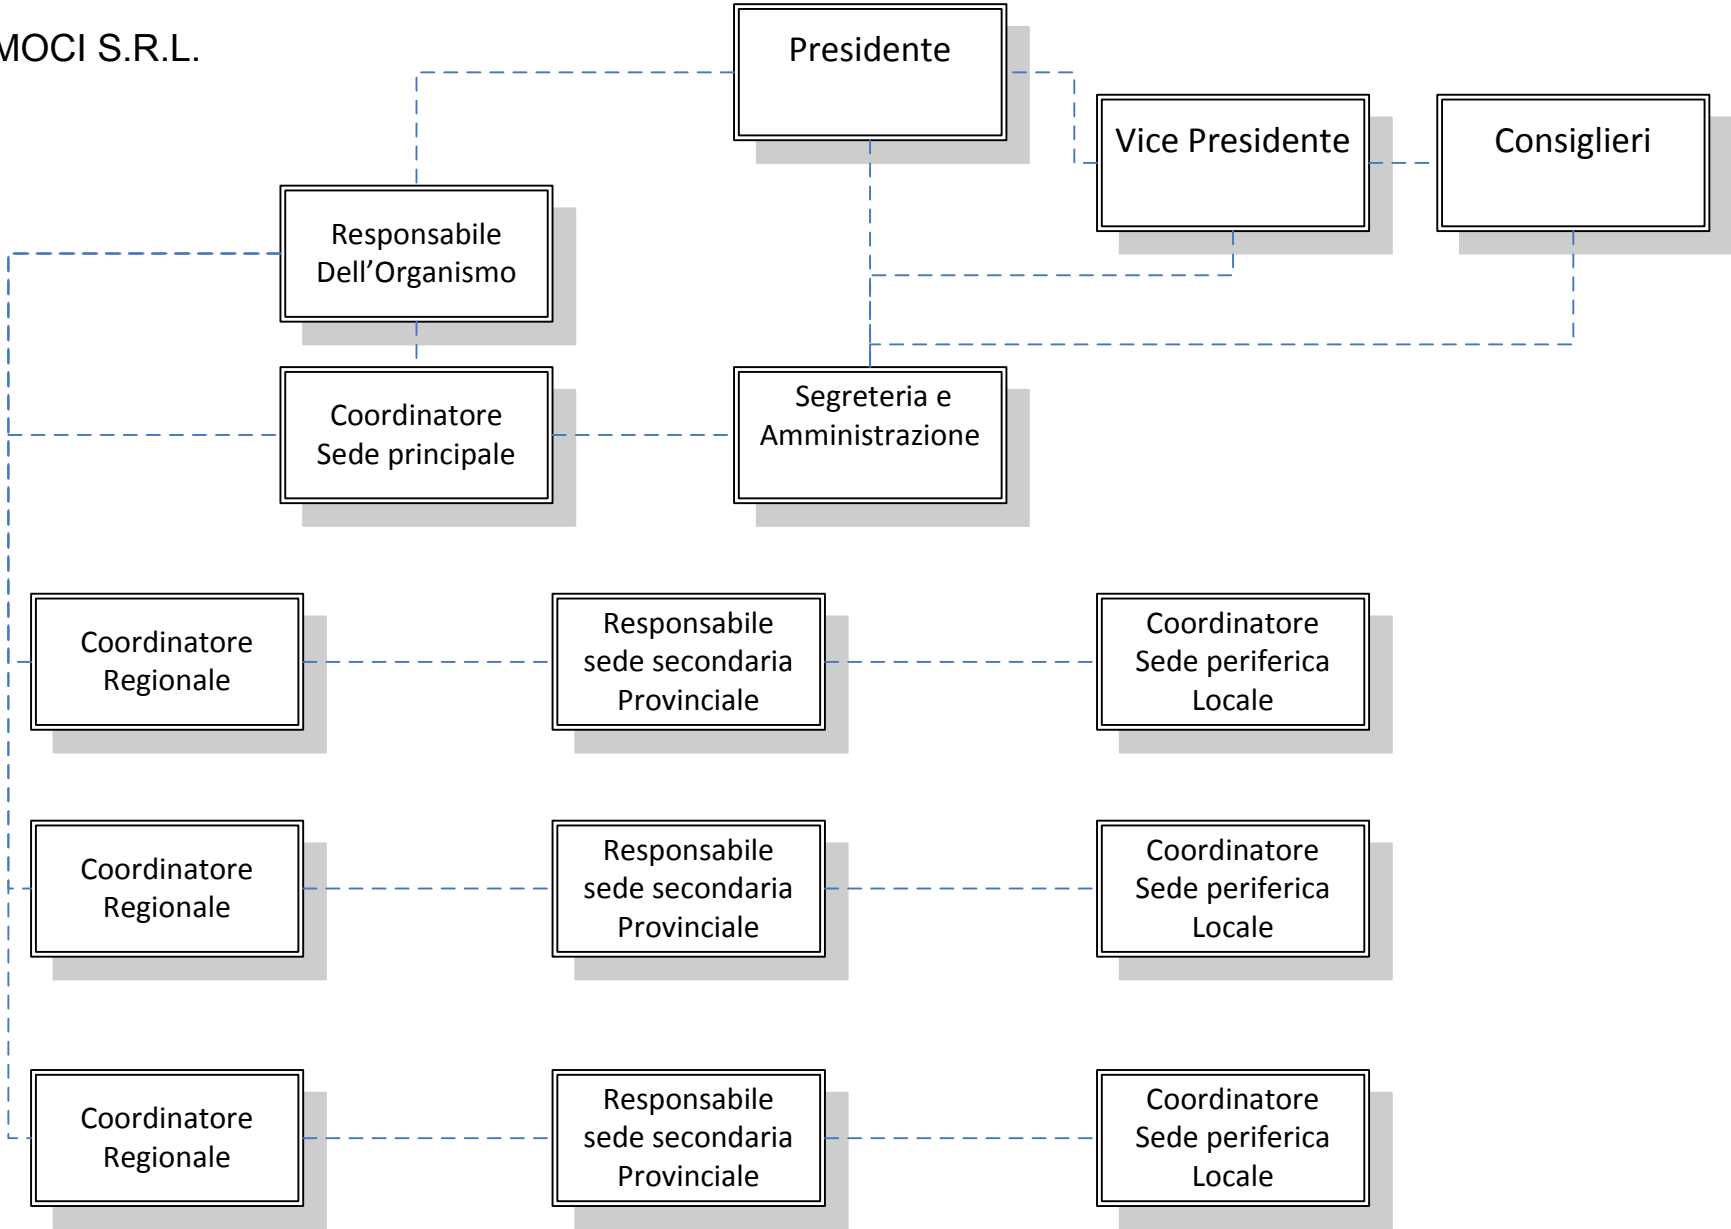 MOCI S.R.L.
Presidente
Vice Presidente
Consiglieri
Responsabile
Dell’Organismo
Coordinatore
Sede principale
Segreteria e
Amministrazione
Coordinatore
Regionale
Responsabile
sede secondaria
Provinciale
Coordinatore
Sede periferica
Locale
Coordinatore
Regionale
Responsabile
sede secondaria
Provinciale
Coordinatore
Sede periferica
Locale
Coordinatore
Regionale
Responsabile
sede secondaria
Provinciale
Coordinatore
Sede periferica
Locale